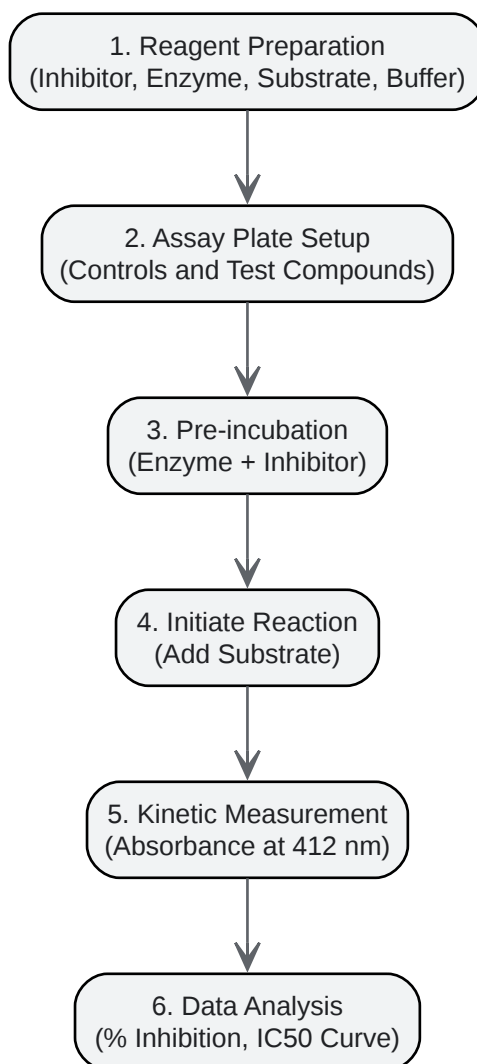 1. Reagent Preparation
(Inhibitor, Enzyme, Substrate, Buffer)
2. Assay Plate Setup
(Controls and Test Compounds)
3. Pre-incubation
(Enzyme + Inhibitor)
4. Initiate Reaction
(Add Substrate)
5. Kinetic Measurement
(Absorbance at 412 nm)
6. Data Analysis
(% Inhibition, IC50 Curve)